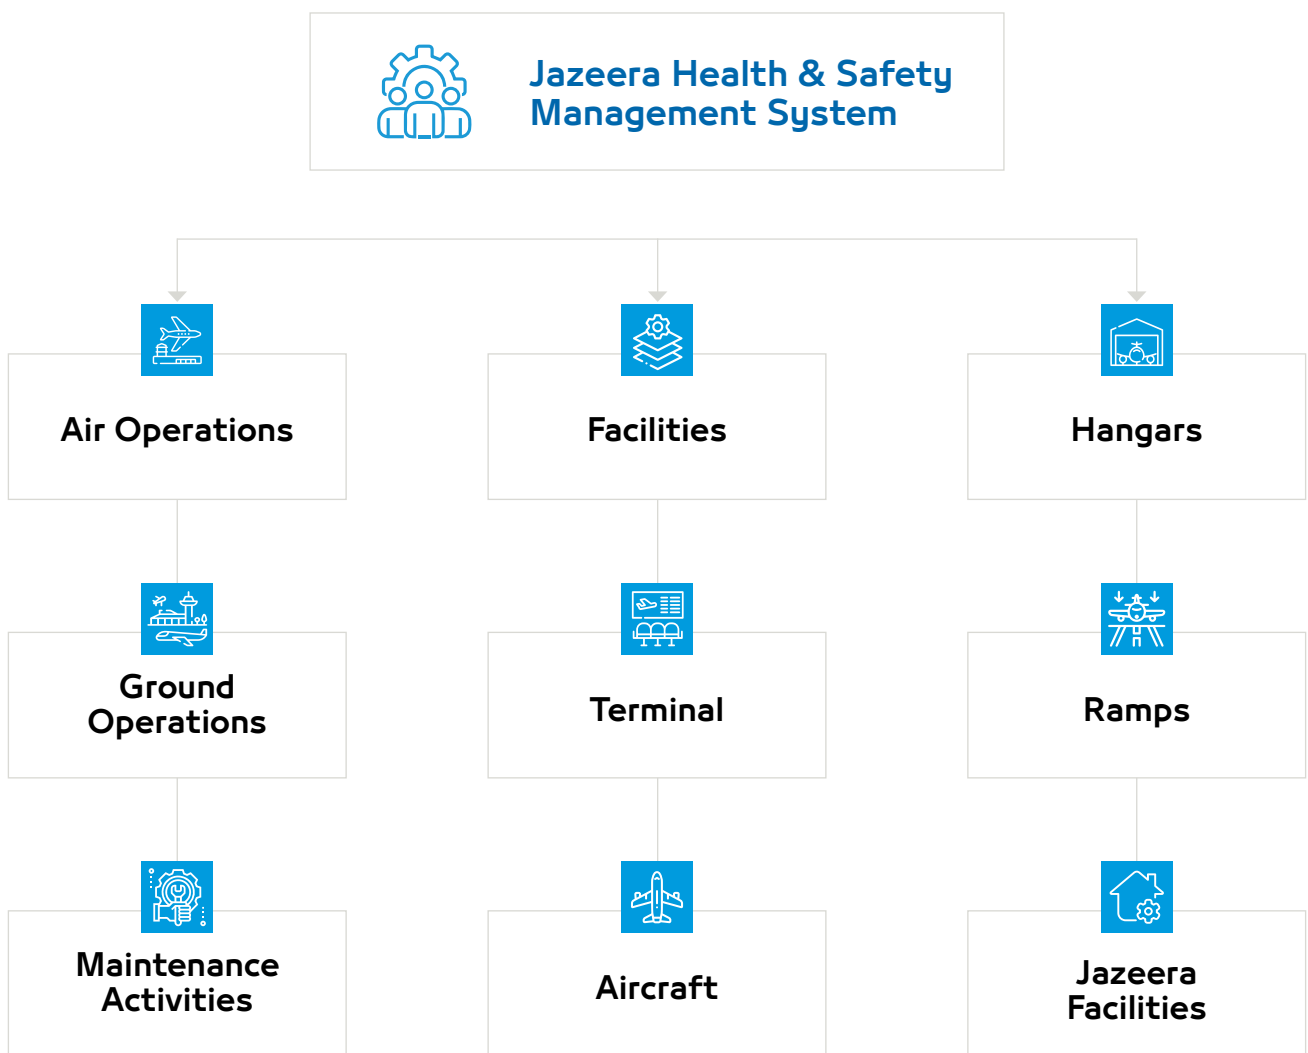 Jazeera Health & Safety
Management System
Air Operations
Facilities
Hangars
Ground
Operations
Terminal
Ramps
Maintenance
Activities
Aircraft
Jazeera
Facilities